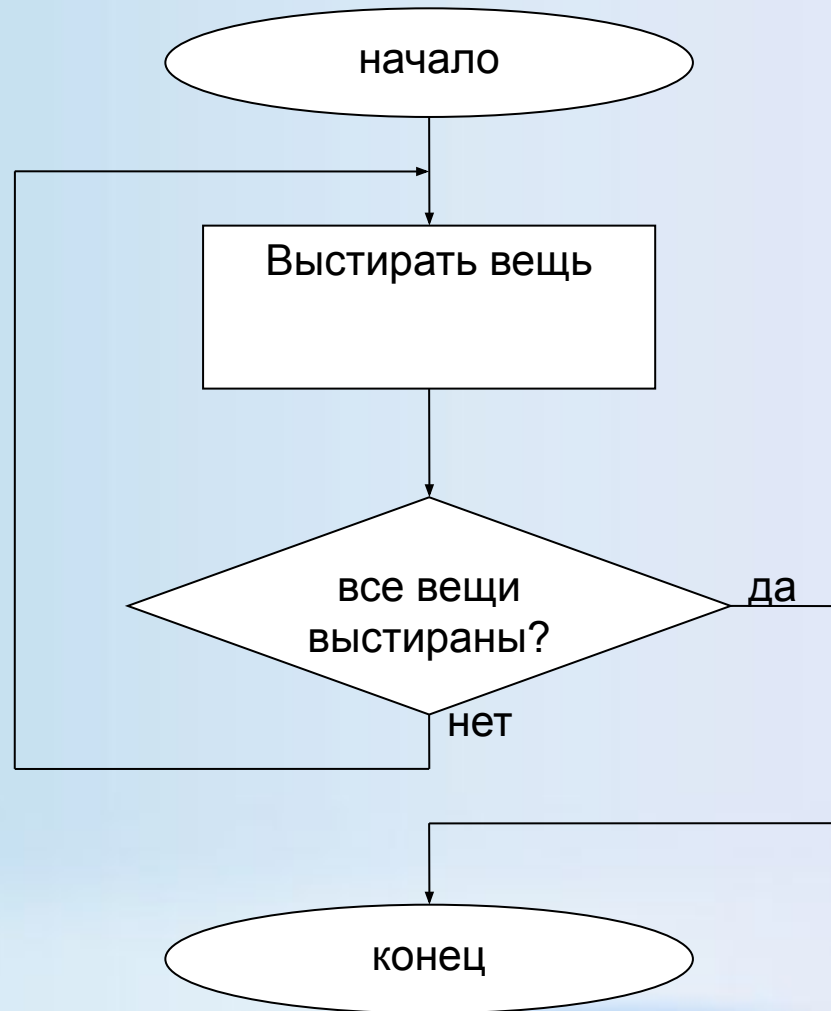 начало
Выстирать вещь
все вещи
выстираны?
да
нет
конец